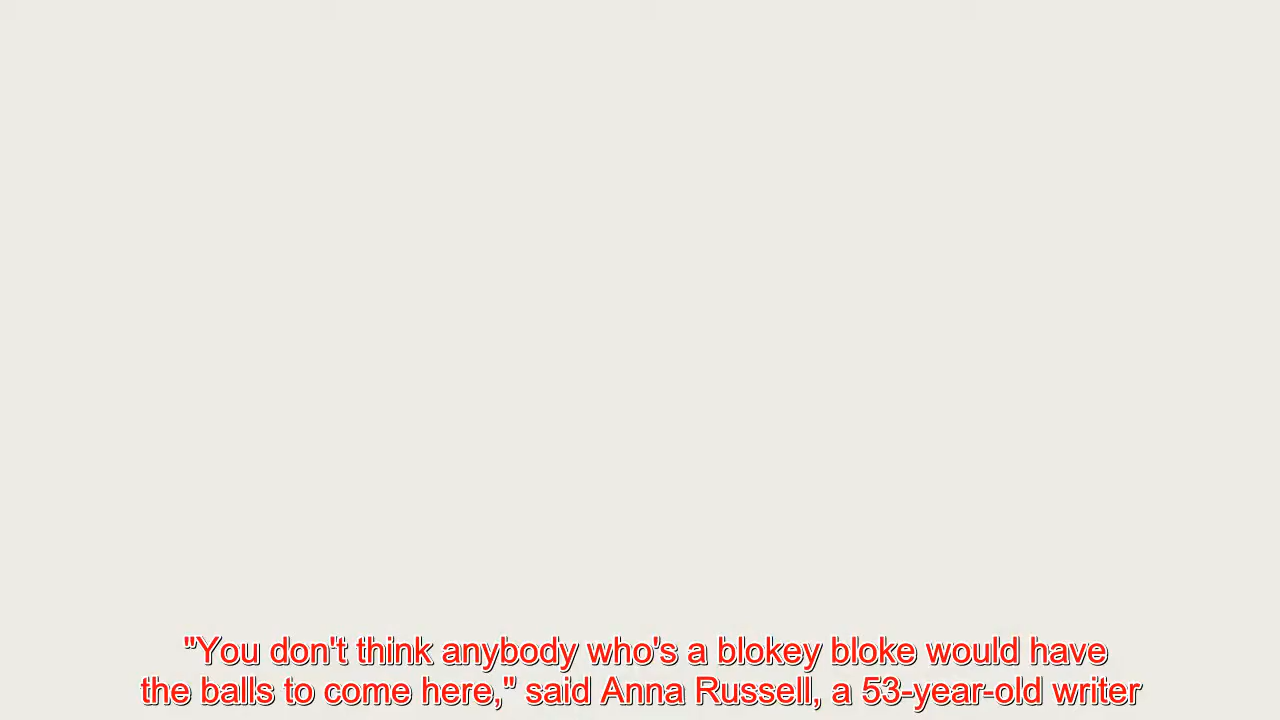 "You don't think anybody who's a blokey bloke would have
the balls to come here," said Anna Russell, a 53-year-old writer